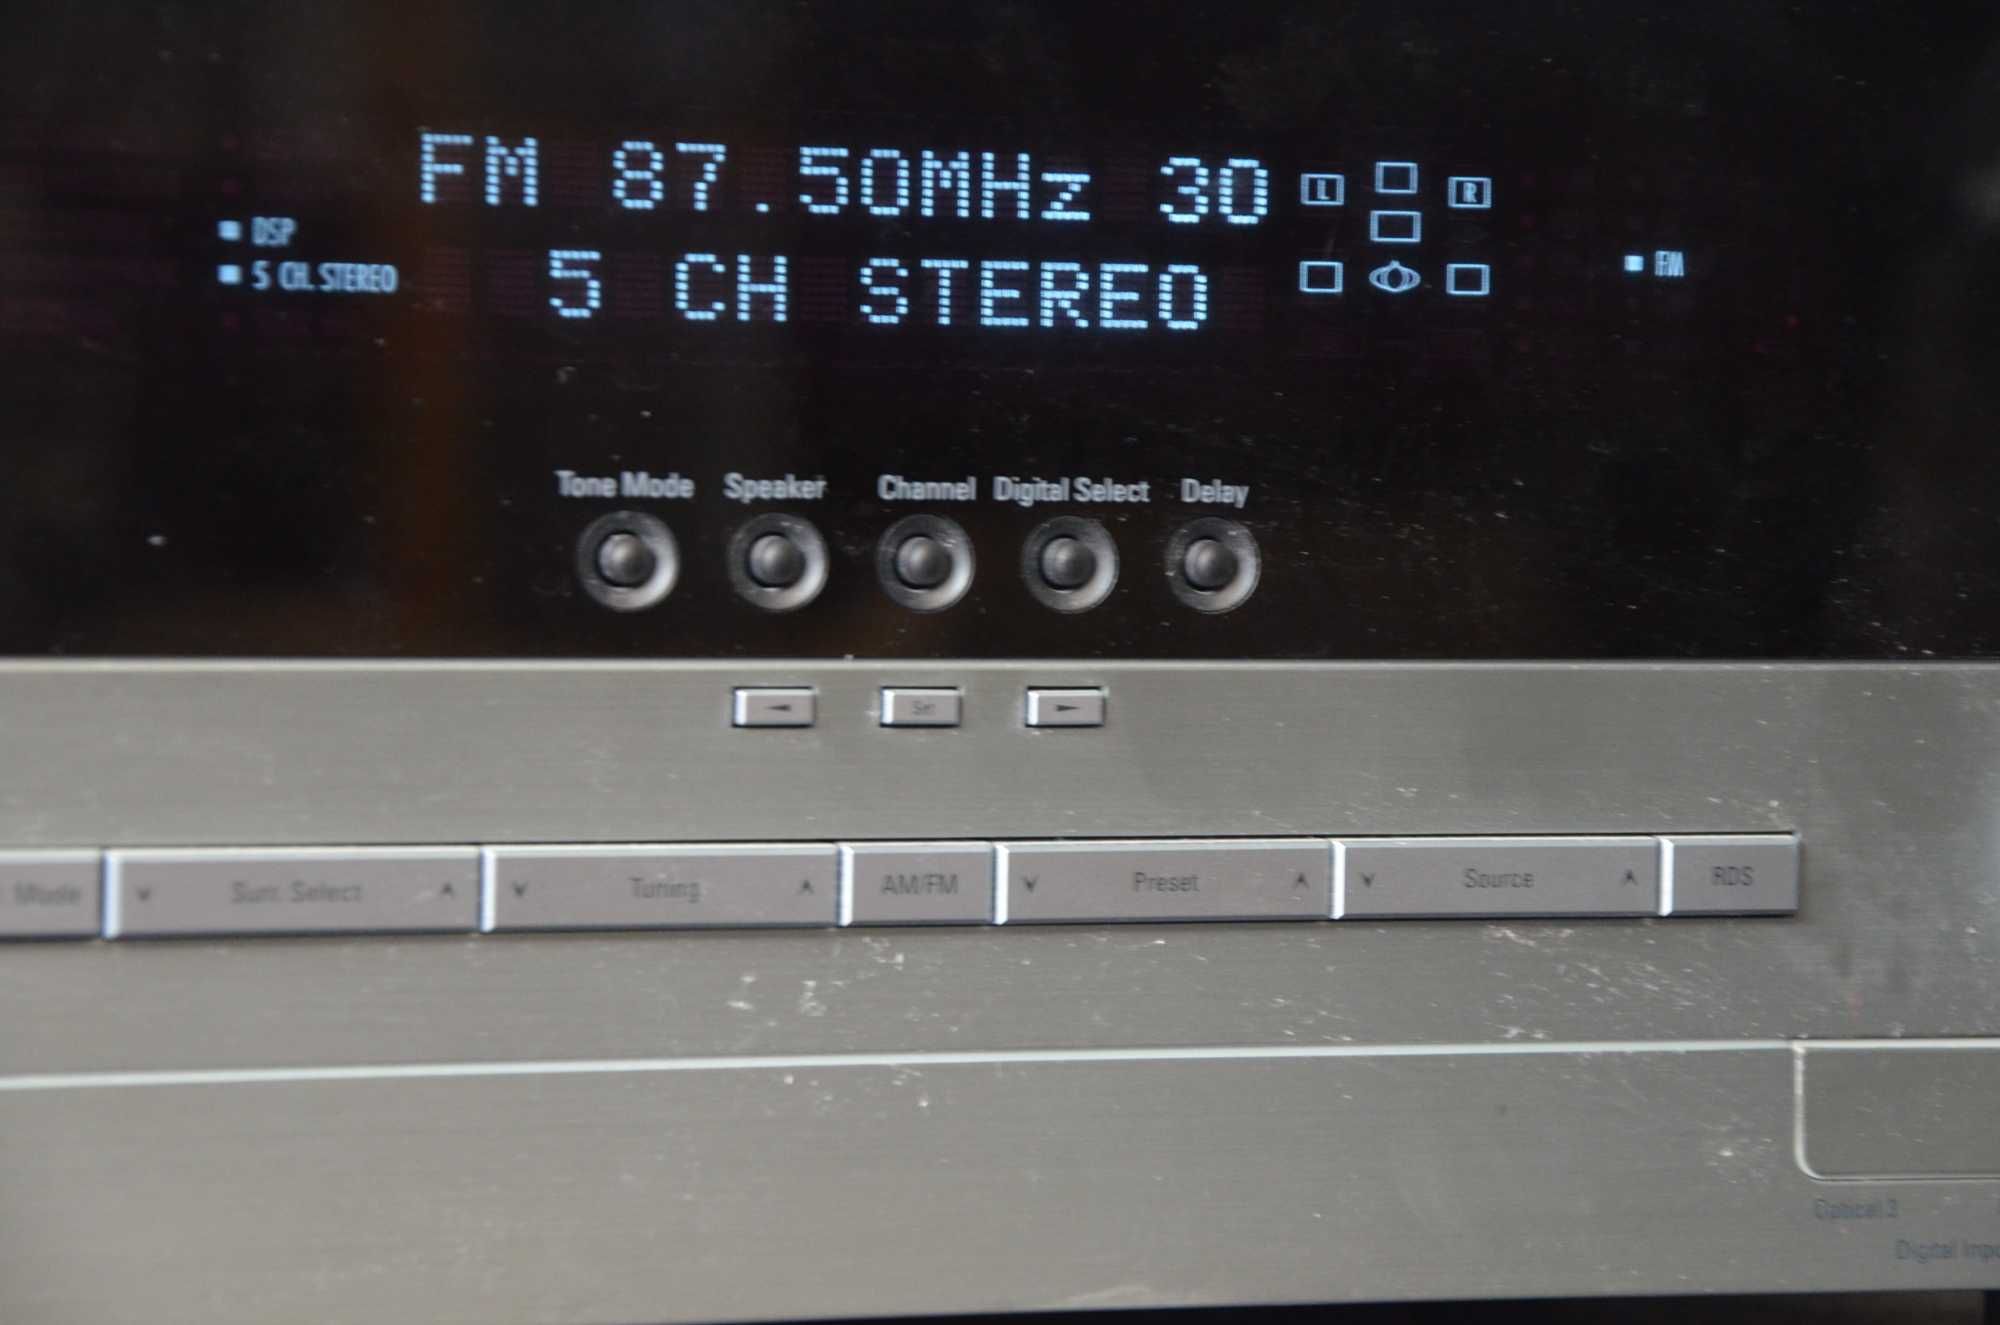 FM 87.50MHz 30
L R
DSP
5 CH. STEREO
5 CH STEREO
FM
Tone Mode Speaker Channel Digital Select Delay
Set
Mode Surr. Select Tuning AM/FM Preset Source RDS
Optical 3
Digital